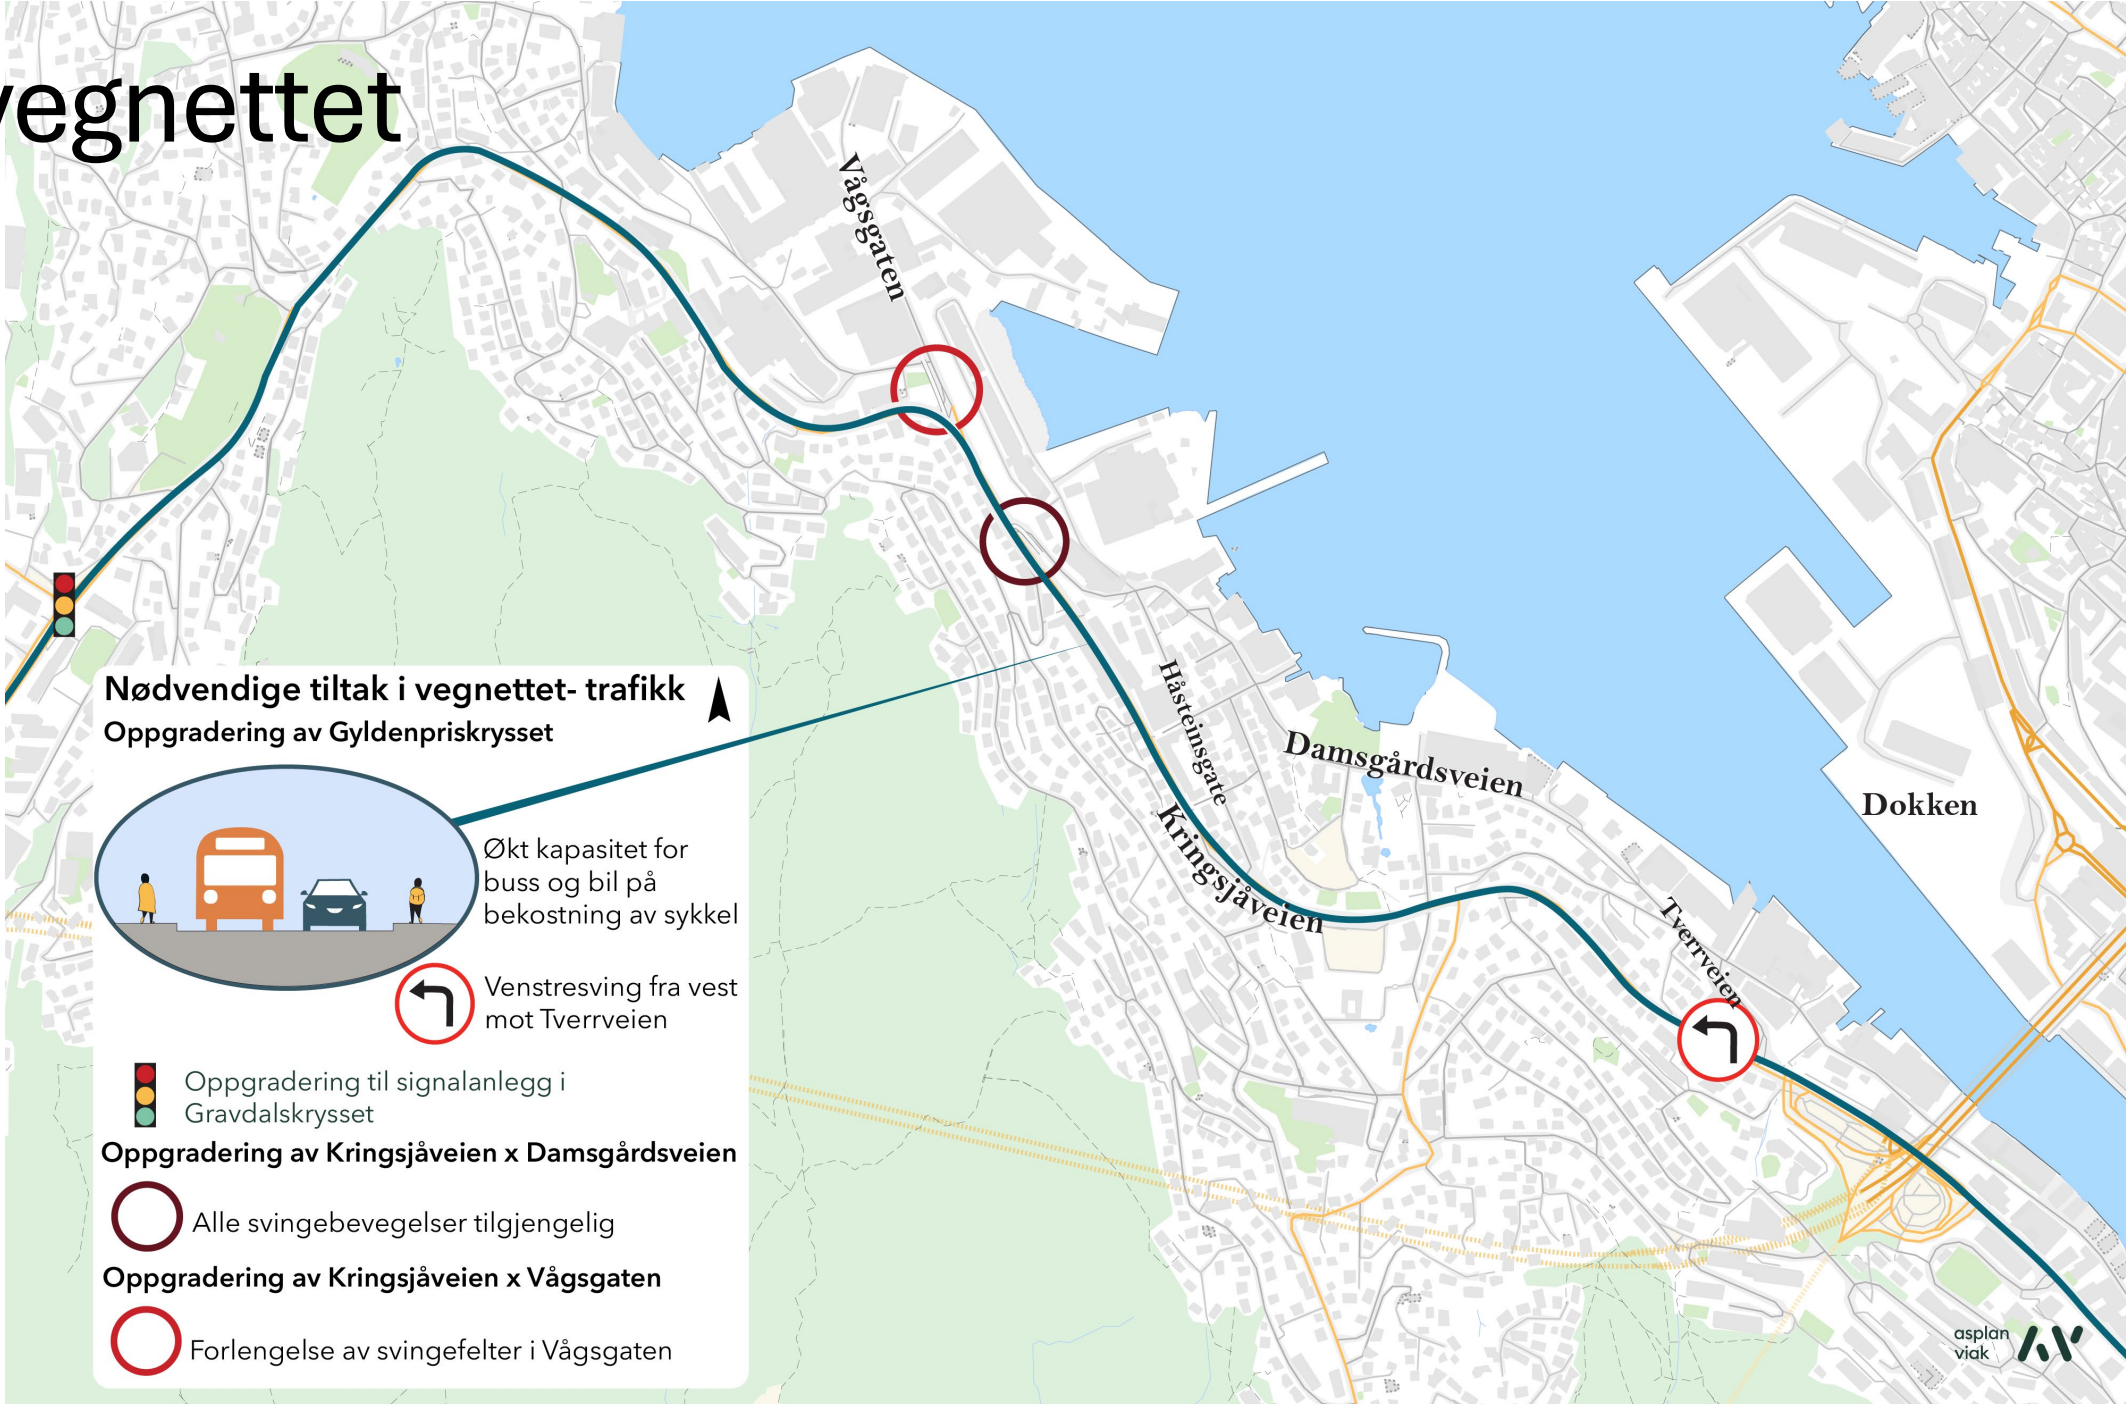 vegnettet
Vågsgaten
Håsteinsgate
Damsgårdsveien
Dokken
Kringsjåveien
Tverrveien
Nødvendige tiltak i vegnettet- trafikk
Oppgradering av Gyldenpriskrysset
Økt kapasitet for
buss og bil på
bekostning av sykkel
Venstresving fra vest
mot Tverrveien
Oppgradering til signalanlegg i
Gravdalskrysset
Oppgradering av Kringsjåveien x Damsgårdsveien
Alle svingebevegelser tilgjengelig
Oppgradering av Kringsjåveien x Vågsgaten
Forlengelse av svingefelter i Vågsgaten
asplan
viak